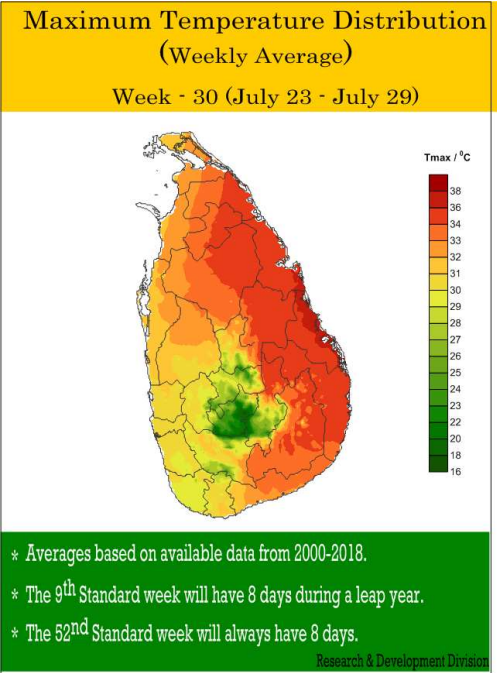 Maximum Temperature Distribution
(Weekly Average)
Week - 30 (July 23 - July 29)
Tmax / ⁰C
38
36
34
33
32
31
30
29
28
27
26
25
24
23
22
20
18
16
* Averages based on available data from 2000-2018.
* The 9th Standard week will have 8 days during a leap year.
* The 52nd Standard week will always have 8 days.
Research & Development Division